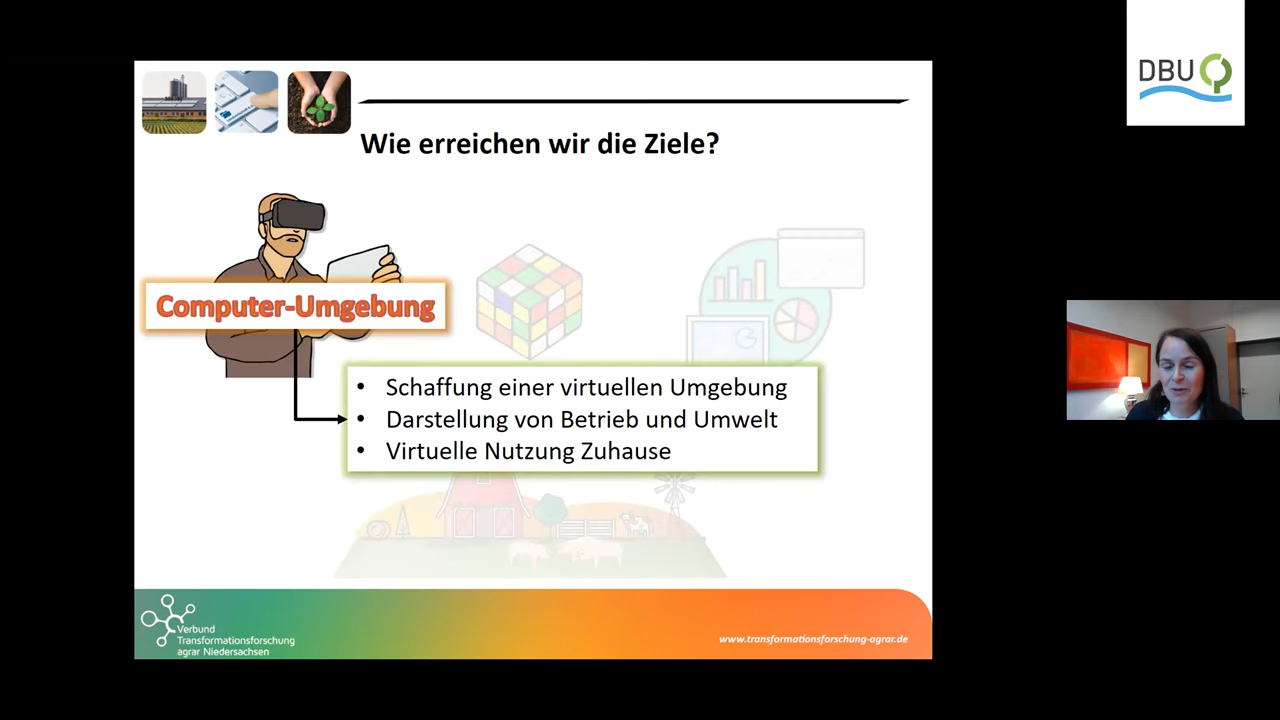 DBU
Wie erreichen wir die Ziele?
Computer-Umgebung
• Schaffung einer virtuellen Umgebung
• Darstellung von Betrieb und Umwelt
• Virtuelle Nutzung Zuhause
Verbund
Transformationsforschung
agrar Niedersachsen
www.transformationsforschung-agrar.de